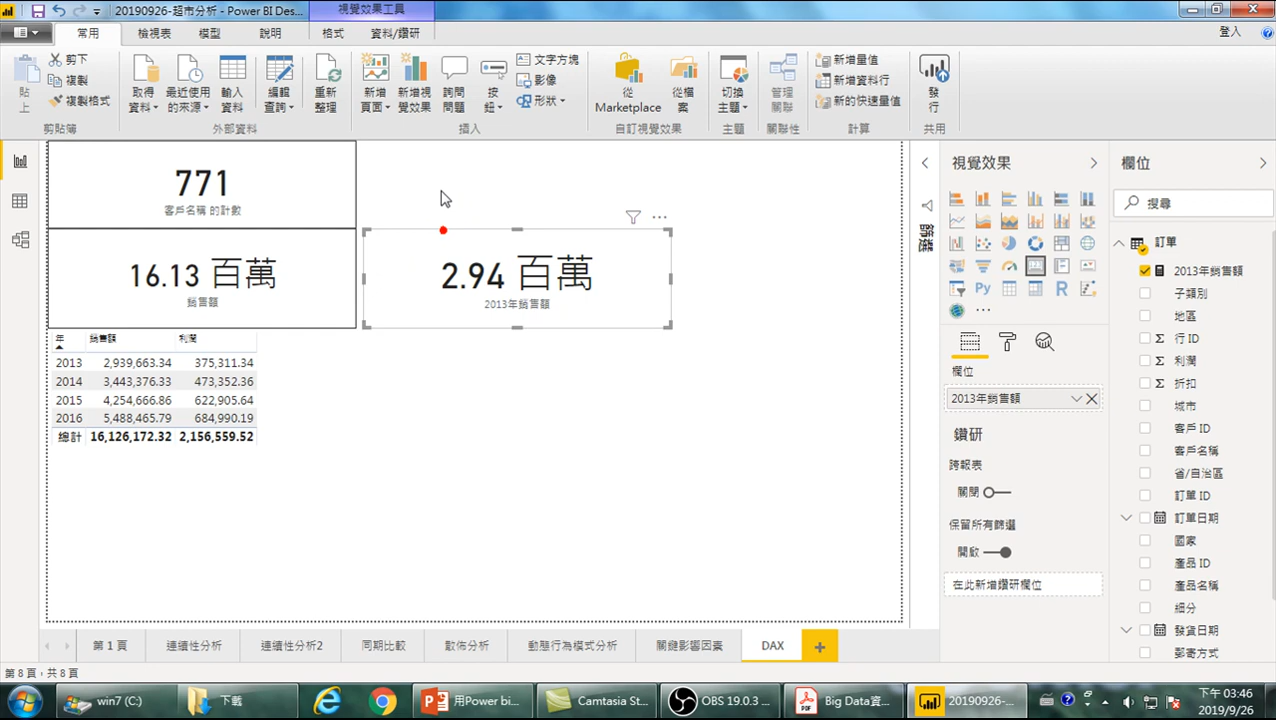 20190926-超市分析 - Power BI Des...
視覺效果工具
常用
檢視表
模型
說明
格式
資料/鑽研
登入
貼上
剪下
複製
複製格式
取得資料
最近使用的來源
輸入資料
編輯查詢
重新整理
新增頁面
新增視覺效果
詢問問題
按鈕
文字方塊
影像
形狀
從 Marketplace
從檔案
切換主題
管理關聯
新增量值
新增資料行
新的快速量值
發行
剪貼簿
外部資料
插入
自訂視覺效果
主題
關聯性
計算
共用
771
客戶名稱 的計數
16.13 百萬
銷售額
2.94 百萬
2013年銷售額
年 銷售額 利潤
2013 2,939,663.34 375,311.34
2014 3,443,376.33 473,352.36
2015 4,254,666.86 622,905.64
2016 5,488,465.79 684,990.19
總計 16,126,172.32 2,156,559.52
篩選
視覺效果
Py
R
欄位
2013年銷售額
鑽研
跨報表
關閉
保留所有篩選
開啟
在此新增鑽研欄位
欄位
搜尋
訂單
2013年銷售額
子類別
地區
行 ID
利潤
折扣
城市
客戶 ID
客戶名稱
省/自治區
訂單 ID
訂單日期
國家
產品 ID
產品名稱
細分
發貨日期
郵寄方式
第 1 頁
連續性分析
連續性分析2
同期比較
散佈分析
動態行為模式分析
關鍵影響因素
DAX
第 8 頁，共 8 頁
win7 (C:)
下載
用Power bi...
Camtasia St...
OBS 19.0.3 ...
Big Data資...
20190926-...
下午 03:46
2019/9/26